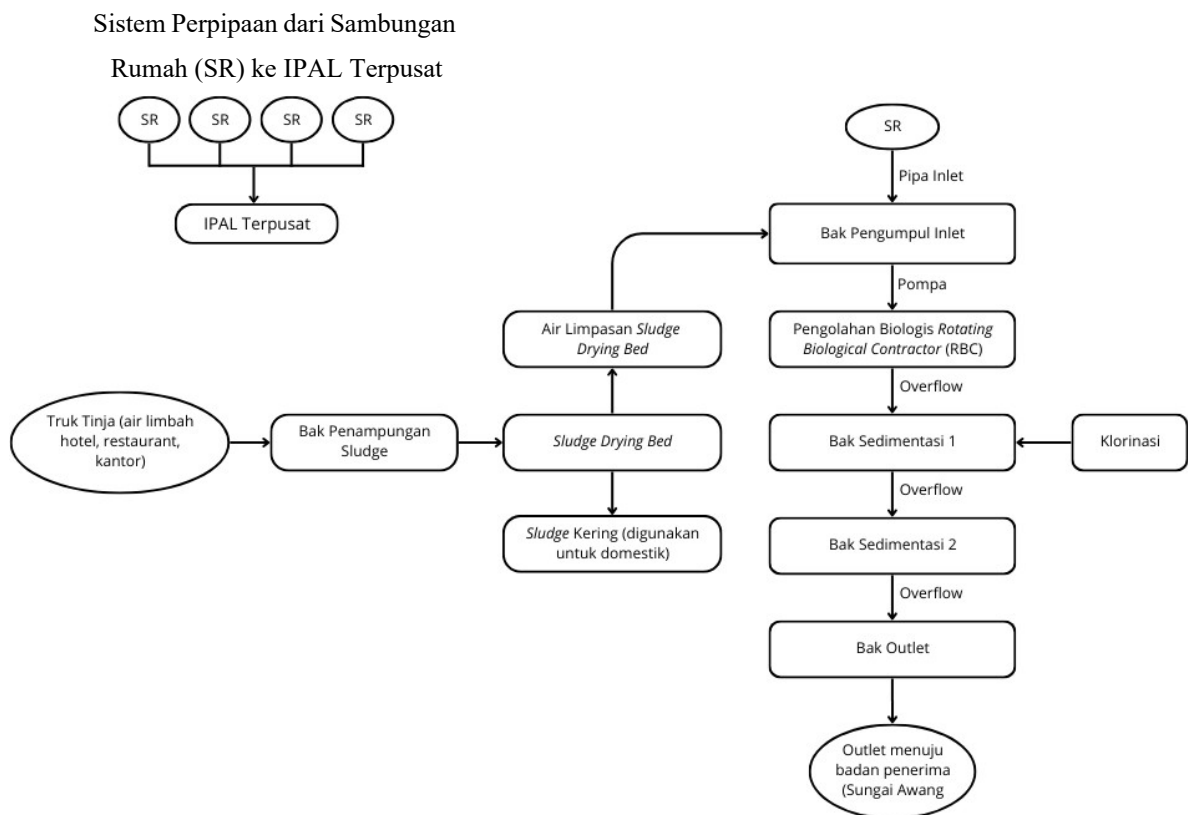 Sistem Perpipaan dari Sambungan
Rumah (SR) ke IPAL Terpusat
SR
SR
SR
SR
IPAL Terpusat
SR
Pipa Inlet
Bak Pengumpul Inlet
Pompa
Air Limpasan Sludge
Drying Bed
Pengolahan Biologis Rotating
Biological Contractor (RBC)
Overflow
Truk Tinja (air limbah
hotel, restaurant,
kantor)
Bak Penampungan
Sludge
Sludge Drying Bed
Bak Sedimentasi 1
Klorinasi
Overflow
Sludge Kering (digunakan
untuk domestik)
Bak Sedimentasi 2
Overflow
Bak Outlet
Outlet menuju
badan penerima
(Sungai Awang